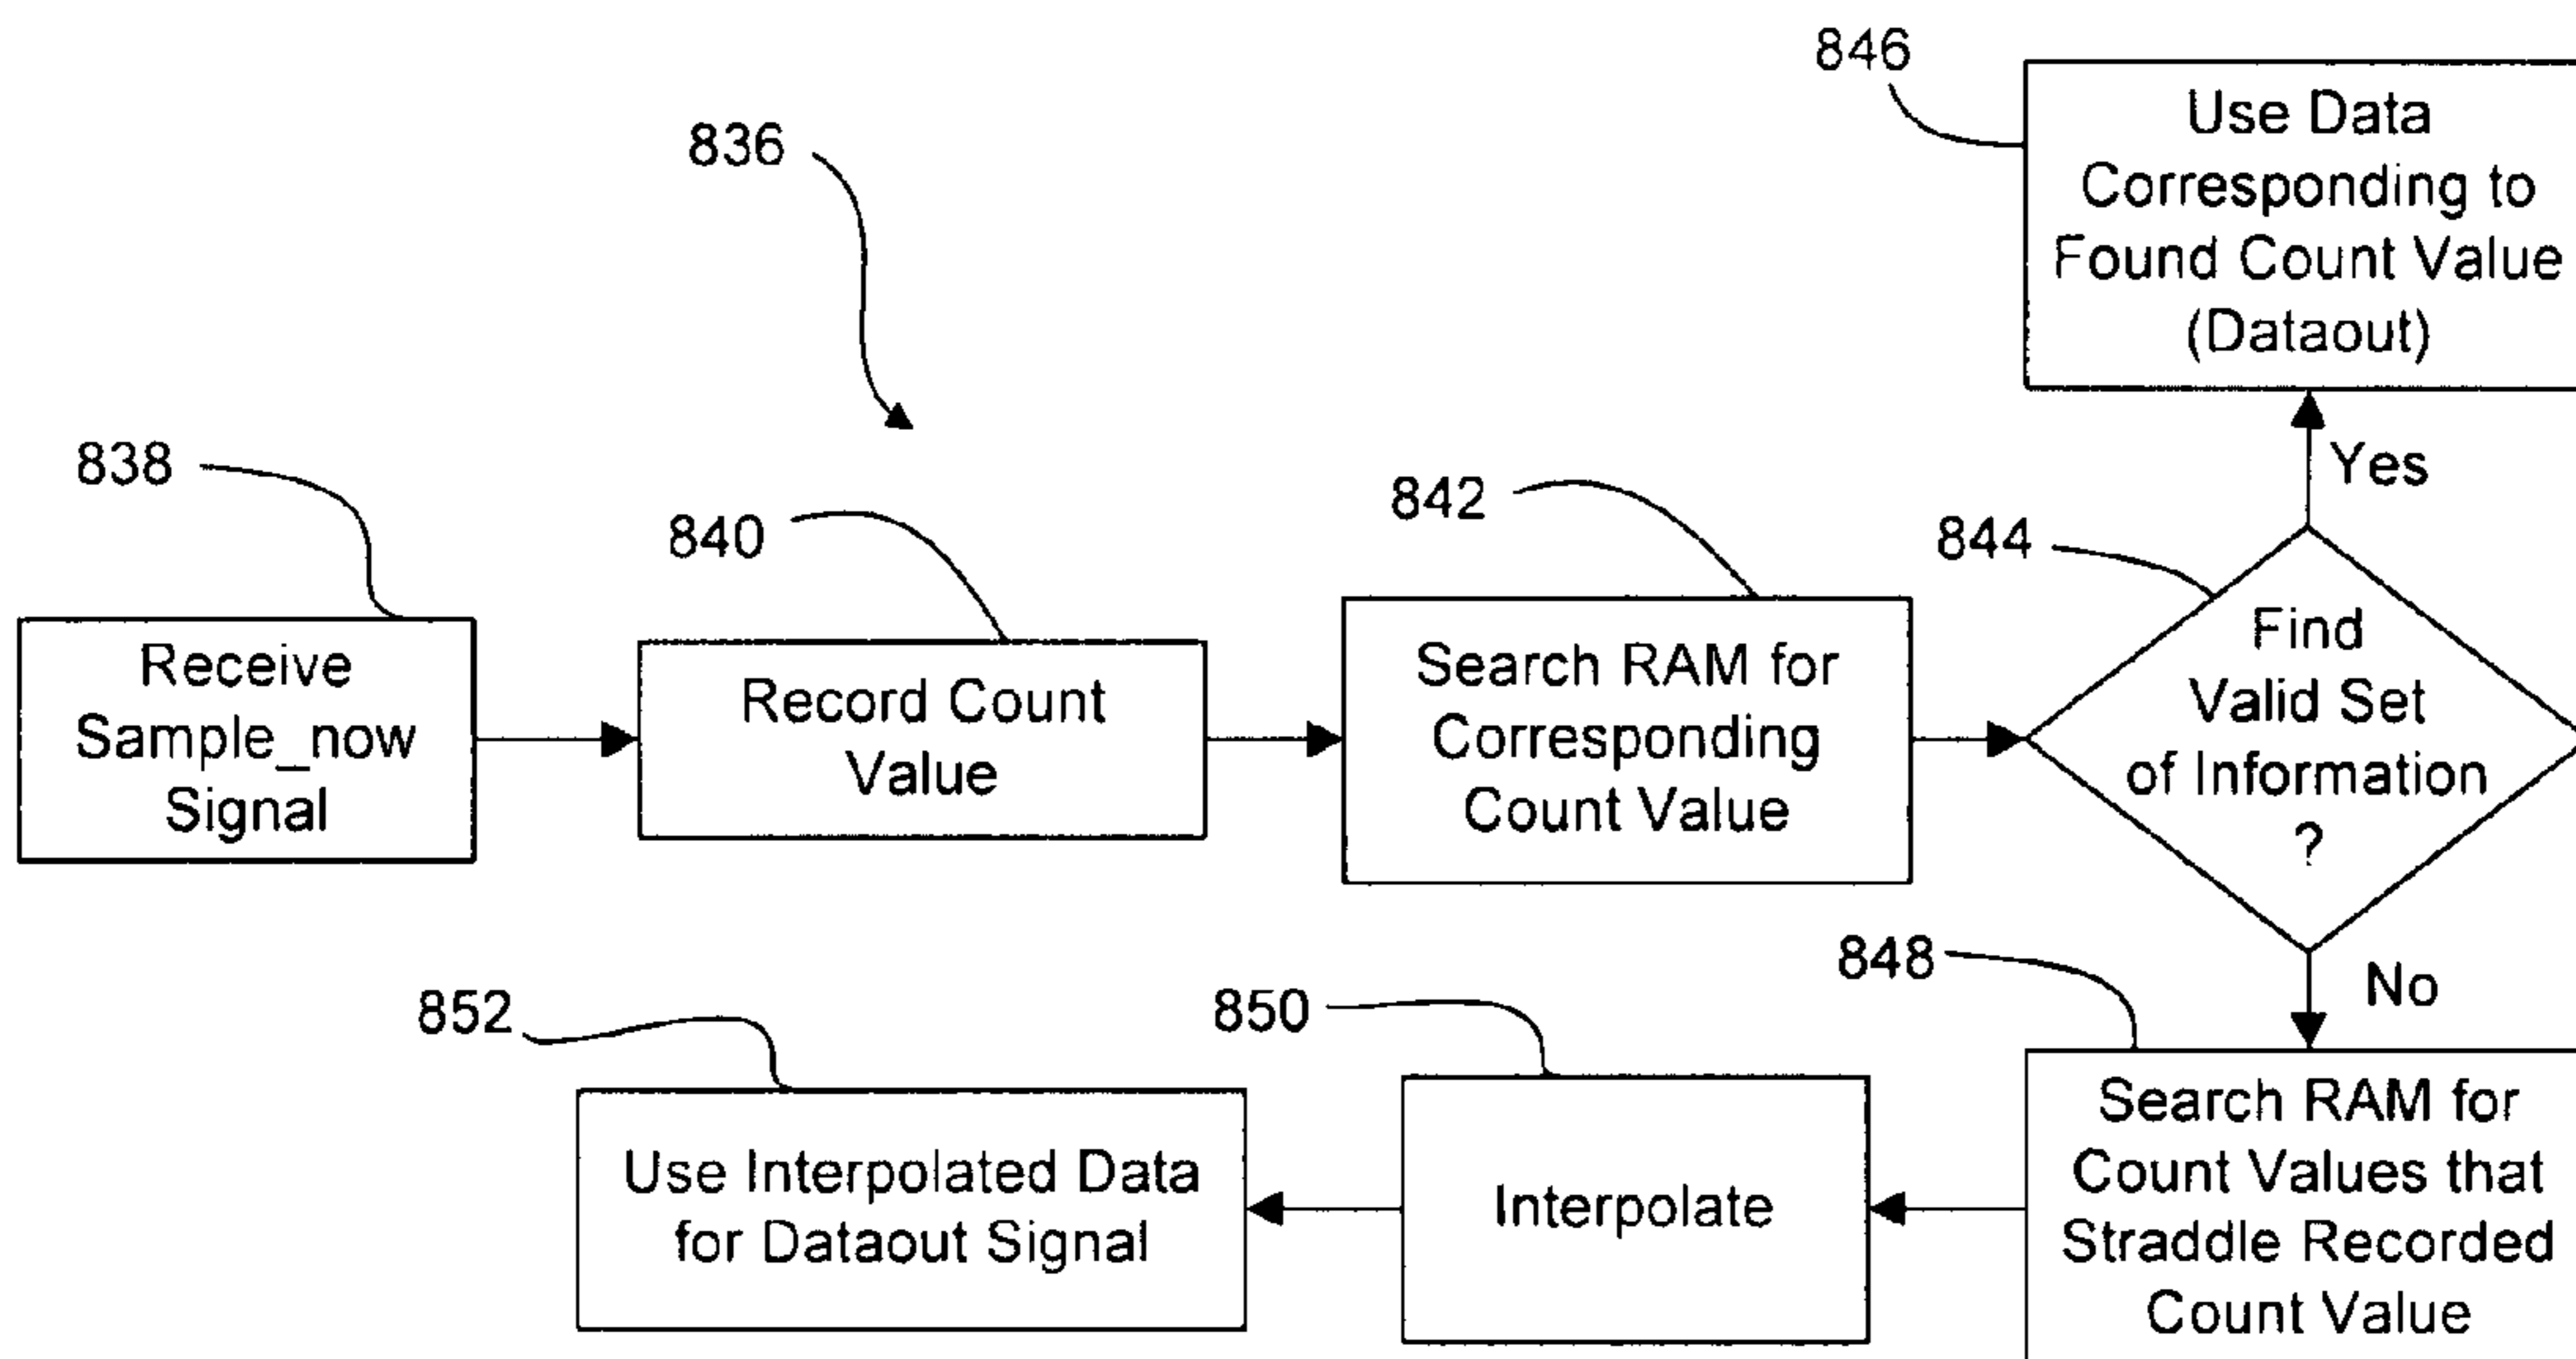 846
Use Data
Corresponding to
Found Count Value
(Dataout)
836
Yes
838
840
842
844
Receive
Sample_now
Signal
Record Count
Value
Search RAM for
Corresponding
Count Value
Find
Valid Set
of Information
?
No
848
850
852
Search RAM for
Count Values that
Straddle Recorded
Count Value
Interpolate
Use Interpolated Data
for Dataout Signal